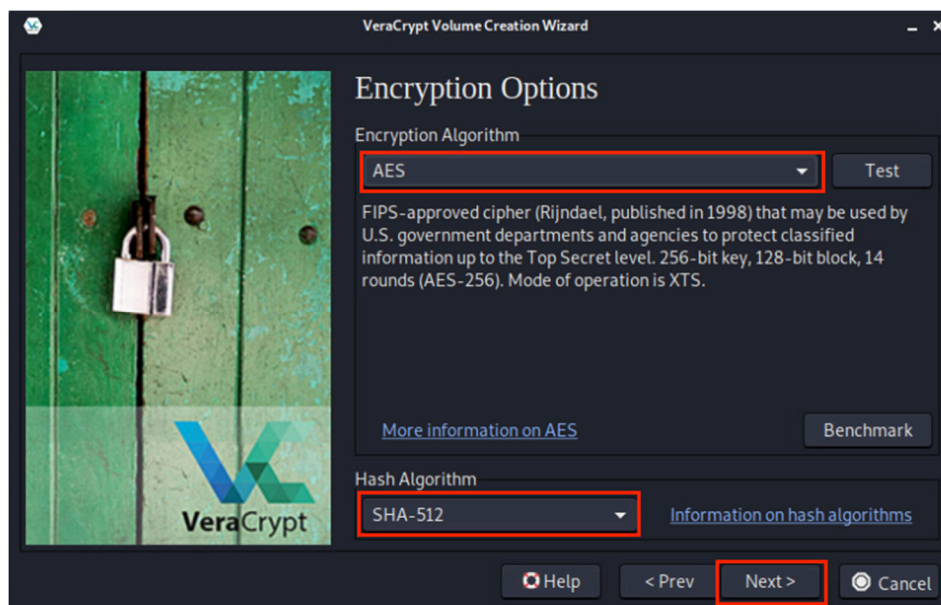 VeraCrypt Volume Creation Wizard
Encryption Options
Encryption Algorithm
AES
Test
FIPS-approved cipher (Rijndael, published in 1998) that may be used by
U.S. government departments and agencies to protect classified
information up to the Top Secret level. 256-bit key, 128-bit block, 14
rounds (AES-256). Mode of operation is XTS.
More information on AES
Benchmark
Hash Algorithm
SHA-512
Information on hash algorithms
VeraCrypt
Help
< Prev
Next >
Cancel